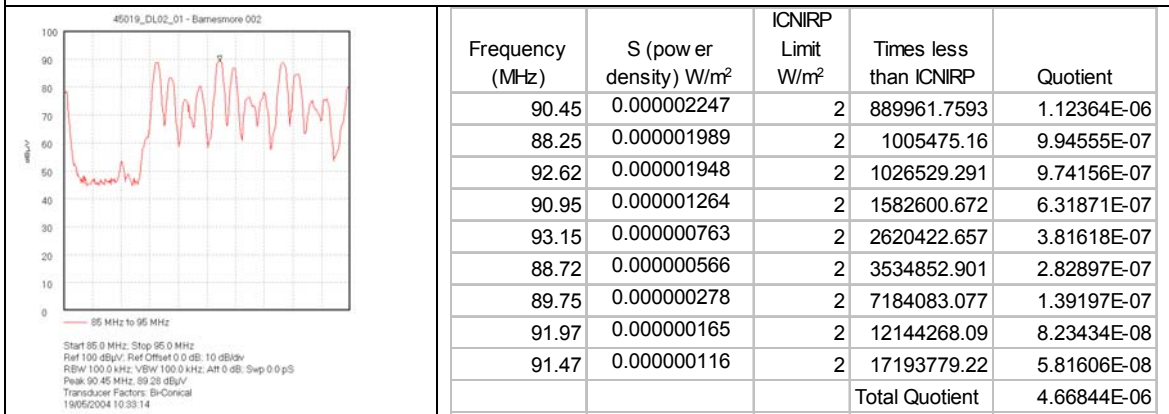 45019_DL02_01 - Barnesmore 002
100
90
80
70
60
50
40
30
20
10
0
dBµV
85 MHz to 95 MHz
Start 85.0 MHz; Stop 95.0 MHz
Ref 100 dBµV; Ref Offset 0.0 dB; 10 dB/div
RBW 100.0 kHz; VBW 100.0 kHz; Att 0 dB; Swp 0.0 pS
Peak 90.45 MHz, 89.28 dBµV
Transducer Factors: Bi-Conical
19/05/2004 10:33:14
Frequency (MHz) S (power density) W/m² ICNIRP Limit W/m² Times less than ICNIRP Quotient
90.45 0.000002247 2 889961.7593 1.12364E-06
88.25 0.000001989 2 1005475.16 9.94555E-07
92.62 0.000001948 2 1026529.291 9.74156E-07
90.95 0.000001264 2 1582600.672 6.31871E-07
93.15 0.000000763 2 2620422.657 3.81618E-07
88.72 0.000000566 2 3534852.901 2.82897E-07
89.75 0.000000278 2 7184083.077 1.39197E-07
91.97 0.000000165 2 12144268.09 8.23434E-08
91.47 0.000000116 2 17193779.22 5.81606E-08
Total Quotient 4.66844E-06